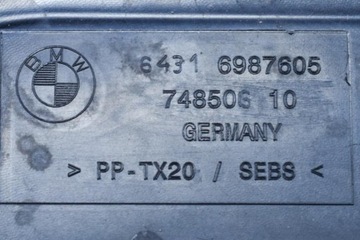 BMW
6431 6987605
748506 10
GERMANY
> PP-TX20 / SEBS <